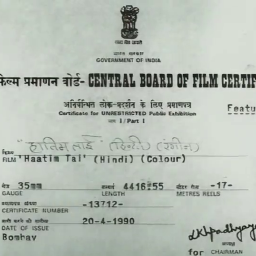 भारत सरकार
GOVERNMENT OF INDIA
फिल्म प्रमाणन बोर्ड- CENTRAL BOARD OF FILM CERTIF
अनिर्बन्धित लोक-प्रदर्शन के लिए प्रमाणपत्र
Certificate for UNRESTRICTED Public Exhibition
भाग I / Part I
Featu
हातिम ताई (हिन्दी) (रंगीन)
FILM 'Haatim Tai' (Hindi) (Colour)
35mm 4416.55 -17-
GAUGE LENGTH METRES REELS
-13712-
CERTIFICATE NUMBER
20-4-1990
DATE OF ISSUE
Bombay
for CHAIRMAN